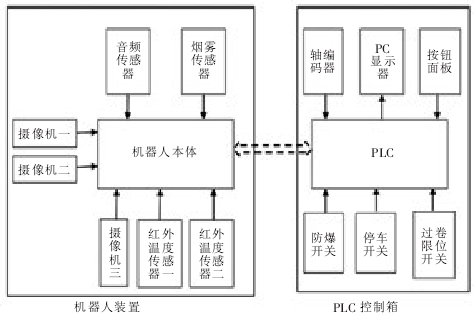 音频
传感
器
烟雾
传感
器
摄像机一
摄像机二
机器人本体
摄
像
机
三
红外
温度
传感
器一
红外
温度
传感
器二
机器人装置
轴编
码器
PC
显示
器
按钮
面板
PLC
防爆
开关
停车
开关
过卷
限位
开关
PLC 控制箱